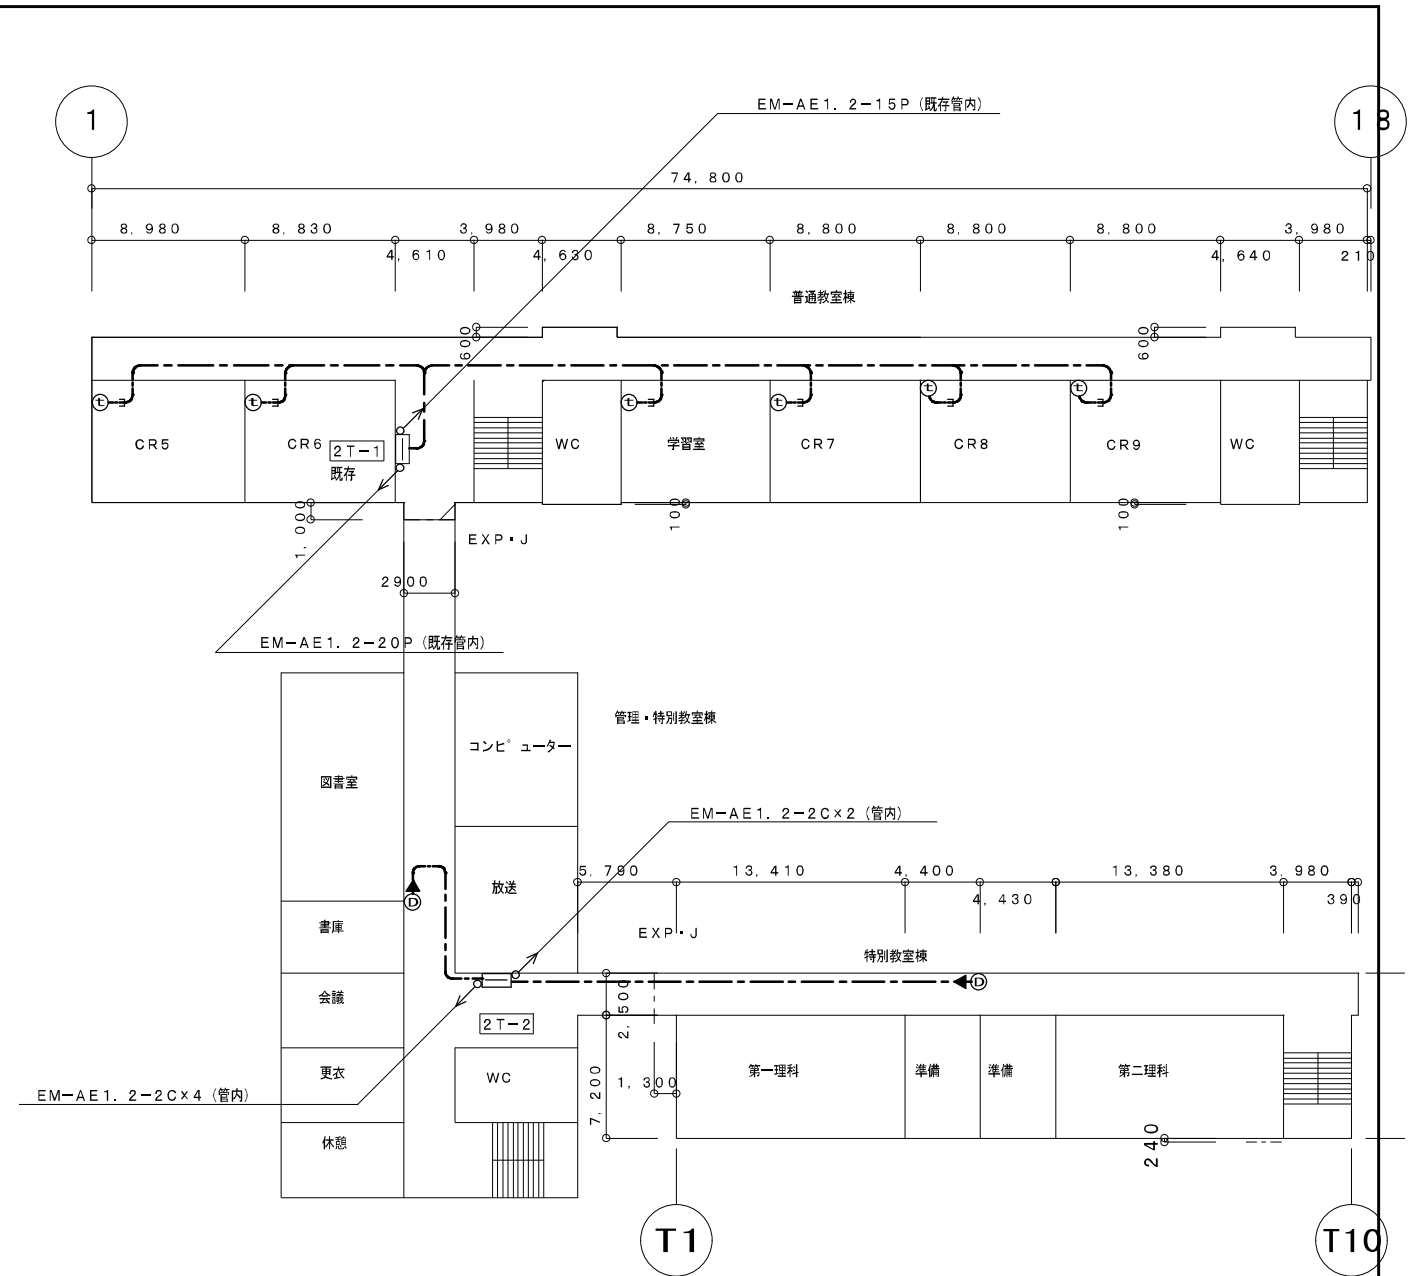 EM-AE1.2-15P(既存管内)
1
18
74,800
8,980
8,830
3,980
8,750
8,800
8,800
8,800
3,980
4,610
4,630
4,640
210
普通教室棟
600
600
t
t
t
t
t
t
CR5
CR6
2T-1
既存
WC
学習室
CR7
CR8
CR9
WC
1,000
100
100
EXP・J
2900
EM-AE1.2-20P(既存管内)
管理・特別教室棟
コンピューター
図書室
EM-AE1.2-2C×2(管内)
5,790
13,410
4,400
13,380
3,980
放送
4,430
390
D
書庫
EXP・J
特別教室棟
D
会議
2,500
2T-2
更衣
WC
7,200
1,300
第一理科
準備
準備
第二理科
EM-AE1.2-2C×4(管内)
休憩
240
T1
T10